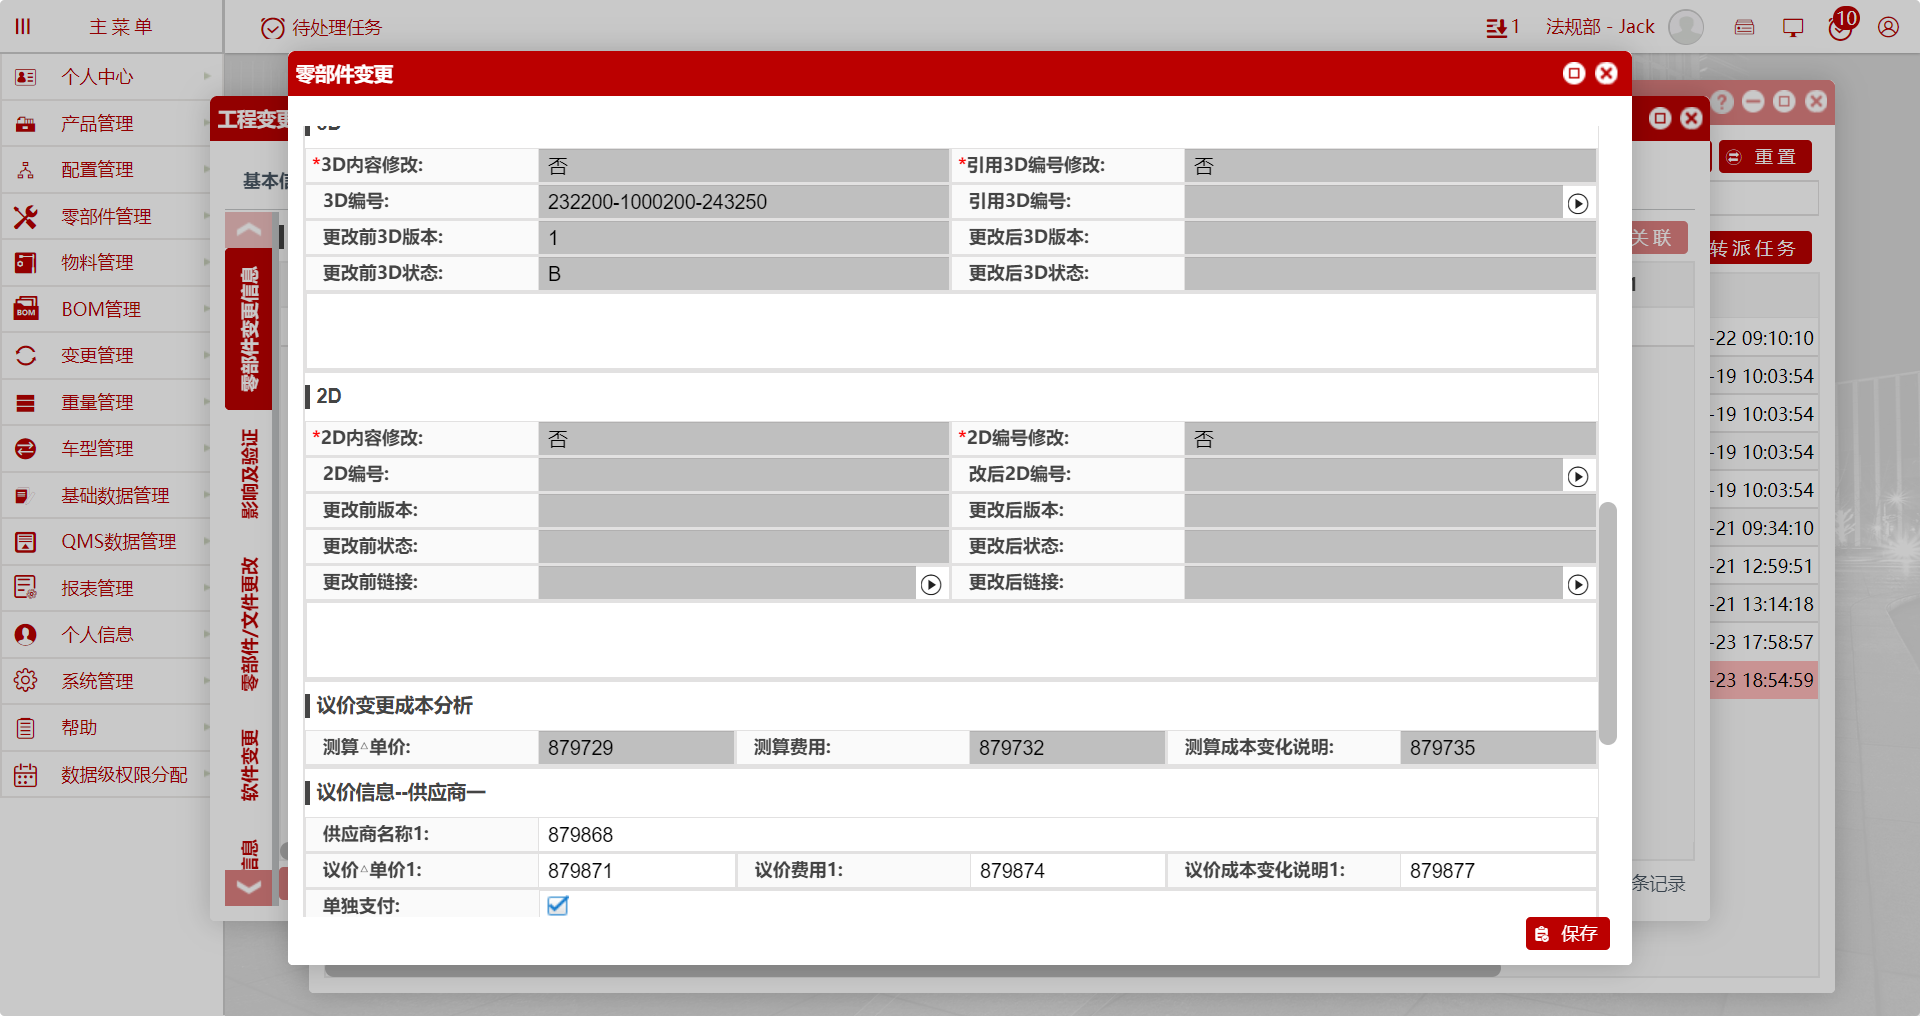 主菜单
待处理任务
1
法规部 - Jack
10
个人中心
产品管理
配置管理
零部件管理
物料管理
BOM管理
变更管理
重量管理
车型管理
基础数据管理
QMS数据管理
报表管理
个人信息
系统管理
帮助
数据级权限分配
工程变更
基本信
零部件变更信息
影响及验证
零部件/文件更改
软件变更
信息
零部件变更
3D
*3D内容修改: 否
*引用3D编号修改: 否
3D编号: 232200-1000200-243250
引用3D编号:
更改前3D版本: 1
更改后3D版本:
更改前3D状态: B
更改后3D状态:
2D
*2D内容修改: 否
*2D编号修改: 否
2D编号:
改后2D编号:
更改前版本:
更改后版本:
更改前状态:
更改后状态:
更改前链接:
更改后链接:
议价变更成本分析
测算△单价: 879729
测算费用: 879732
测算成本变化说明: 879735
议价信息--供应商一
供应商名称1: 879868
议价△单价1: 879871
议价费用1: 879874
议价成本变化说明1: 879877
单独支付:
保存
关联
条记录
重置
转派任务
-22 09:10:10
-19 10:03:54
-19 10:03:54
-19 10:03:54
-19 10:03:54
-21 09:34:10
-21 12:59:51
-21 13:14:18
-23 17:58:57
-23 18:54:59